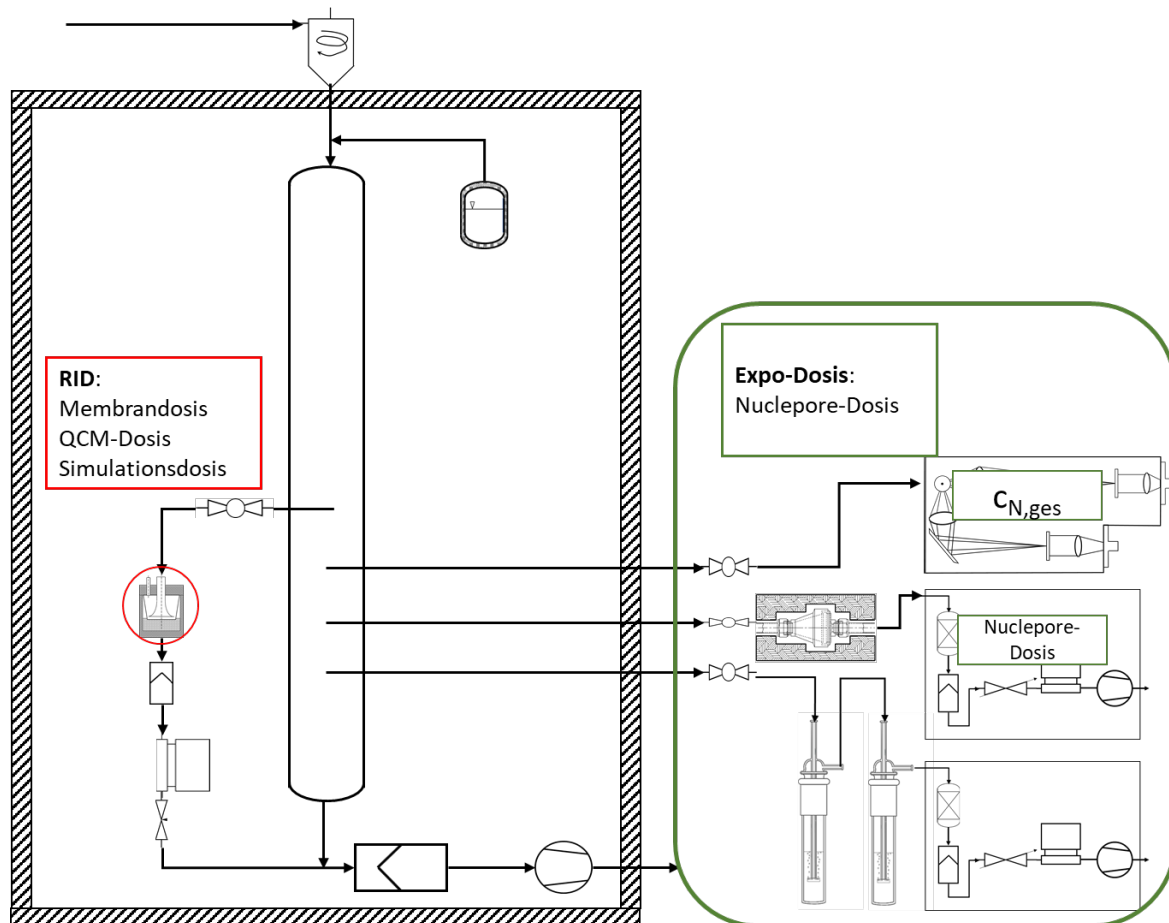 RID:
Membrandosis
QCM-Dosis
Simulationsdosis
Expo-Dosis:
Nuclepore-Dosis
CN,ges
Nuclepore-
Dosis